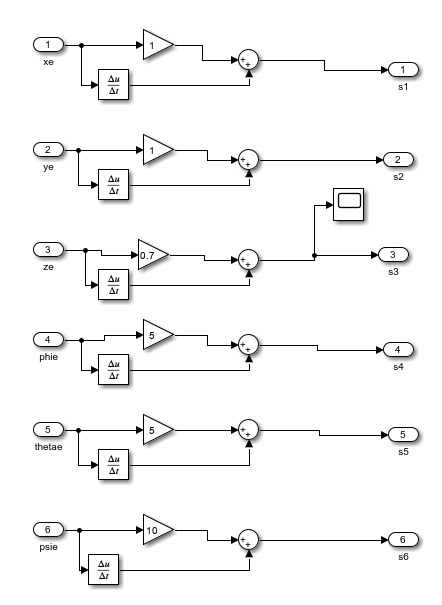 1 1
xe
+
+
Δu
Δt
1
s1
2 1
ye
+
+
Δu
Δt
2
s2
3 0.7
ze
+
+
Δu
Δt
3
s3
4 5
phie
+
+
Δu
Δt
4
s4
5 5
thetae
+
+
Δu
Δt
5
s5
6 10
psie
+
+
Δu
Δt
6
s6